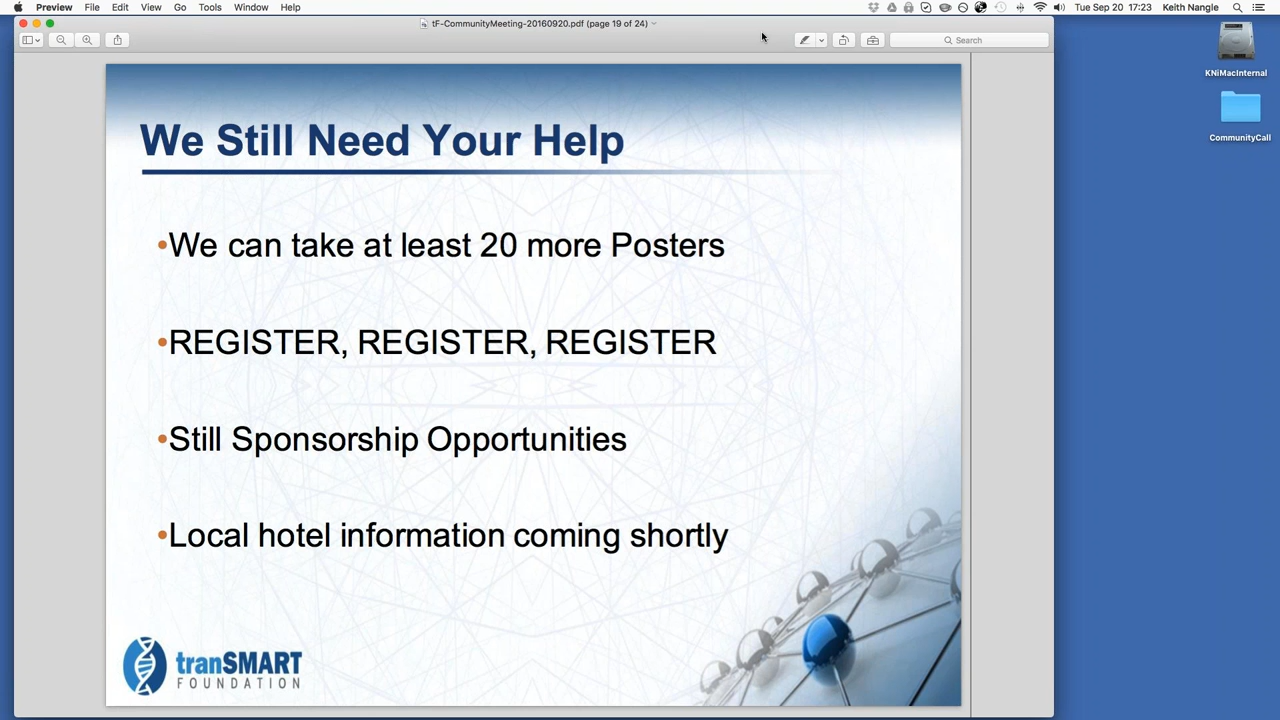 Preview File Edit View Go Tools Window Help Tue Sep 20 17:23 Keith Nangle
tF-CommunityMeeting-20160920.pdf (page 19 of 24)
Search
KNiMacInternal
CommunityCall
We Still Need Your Help
•We can take at least 20 more Posters
•REGISTER, REGISTER, REGISTER
•Still Sponsorship Opportunities
•Local hotel information coming shortly
tranSMART
FOUNDATION